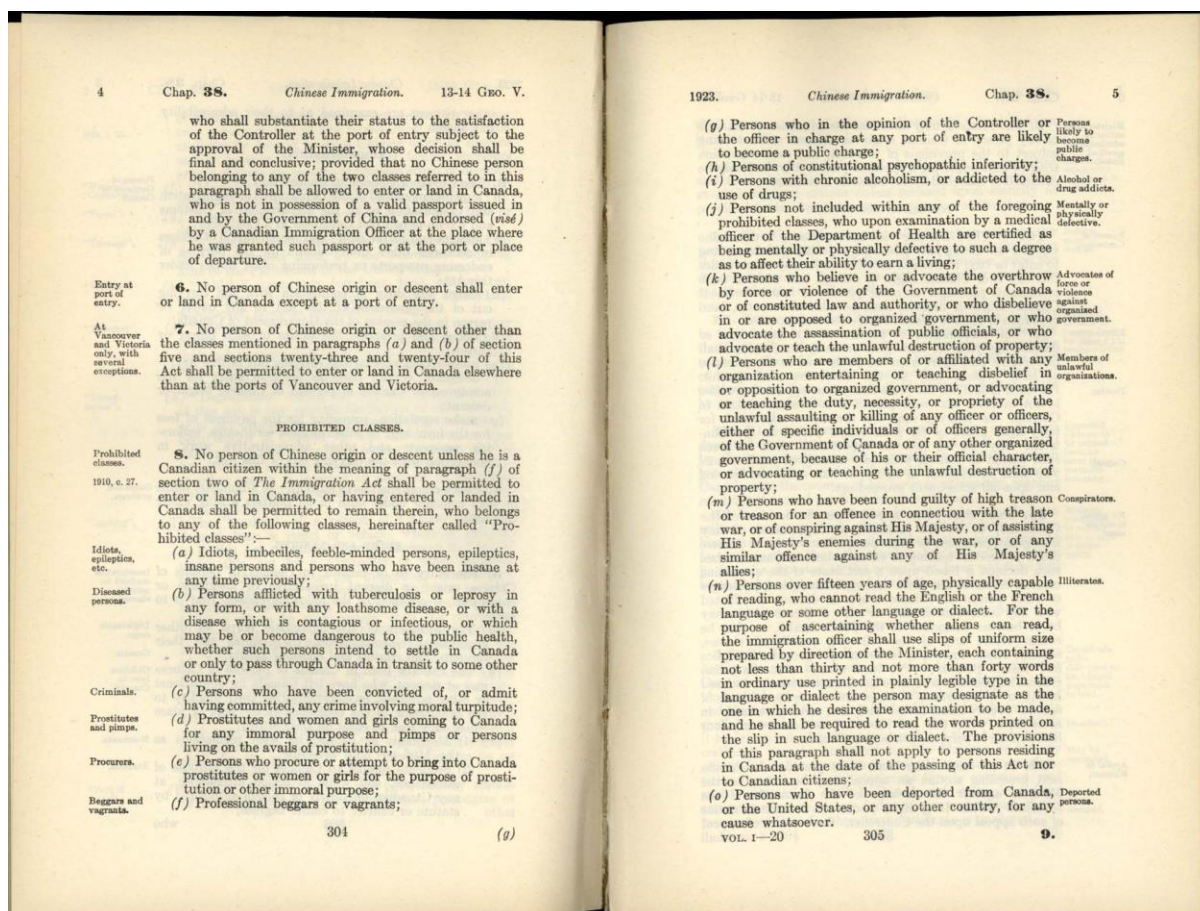 4 Chap. 38. Chinese Immigration. 13-14 GEO. V.
who shall substantiate their status to the satisfaction
of the Controller at the port of entry subject to the
approval of the Minister, whose decision shall be
final and conclusive; provided that no Chinese person
belonging to any of the two classes referred to in this
paragraph shall be allowed to enter or land in Canada,
who is not in possession of a valid passport issued in
and by the Government of China and endorsed (visé)
by a Canadian Immigration Officer at the place where
he was granted such passport or at the port or place
of departure.
Entry at
port of
entry.
6. No person of Chinese origin or descent shall enter
or land in Canada except at a port of entry.
At
Vancouver
and Victoria
only, with
several
exceptions.
7. No person of Chinese origin or descent other than
the classes mentioned in paragraphs (a) and (b) of section
five and sections twenty-three and twenty-four of this
Act shall be permitted to enter or land in Canada elsewhere
than at the ports of Vancouver and Victoria.
PROHIBITED CLASSES.
Prohibited
classes.
1910, c. 27.
8. No person of Chinese origin or descent unless he is a
Canadian citizen within the meaning of paragraph (f) of
section two of The Immigration Act shall be permitted to
enter or land in Canada, or having entered or landed in
Canada shall be permitted to remain therein, who belongs
to any of the following classes, hereinafter called "Pro-
hibited classes":—
Idiots,
epileptics,
etc.
(a) Idiots, imbeciles, feeble-minded persons, epileptics,
insane persons and persons who have been insane at
any time previously;
Diseased
persons.
(b) Persons afflicted with tuberculosis or leprosy in
any form, or with any loathsome disease, or with a
disease which is contagious or infectious, or which
may be or become dangerous to the public health,
whether such persons intend to settle in Canada
or only to pass through Canada in transit to some other
country;
Criminals.
(c) Persons who have been convicted of, or admit
having committed, any crime involving moral turpitude;
Prostitutes
and pimps.
(d) Prostitutes and women and girls coming to Canada
for any immoral purpose and pimps or persons
living on the avails of prostitution;
Procurers.
(e) Persons who procure or attempt to bring into Canada
prostitutes or women or girls for the purpose of prosti-
tution or other immoral purpose;
Beggars and
vagrants.
(f) Professional beggars or vagrants;
304 (g)
1923. Chinese Immigration. Chap. 38. 5
(g) Persons who in the opinion of the Controller or
the officer in charge at any port of entry are likely
to become a public charge;
Persons
likely to
become
public
charges.
(h) Persons of constitutional psychopathic inferiority;
(i) Persons with chronic alcoholism, or addicted to the
use of drugs;
Alcohol or
drug addicts.
(j) Persons not included within any of the foregoing
prohibited classes, who upon examination by a medical
officer of the Department of Health are certified as
being mentally or physically defective to such a degree
as to affect their ability to earn a living;
Mentally or
physically
defective.
(k) Persons who believe in or advocate the overthrow
by force or violence of the Government of Canada
or of constituted law and authority, or who disbelieve
in or are opposed to organized government, or who
advocate the assassination of public officials, or who
advocate or teach the unlawful destruction of property;
Advocates of
force or
violence
against
organized
government.
(l) Persons who are members of or affiliated with any
organization entertaining or teaching disbelief in
or opposition to organized government, or advocating
or teaching the duty, necessity, or propriety of the
unlawful assaulting or killing of any officer or officers,
either of specific individuals or of officers generally,
of the Government of Canada or of any other organized
government, because of his or their official character,
or advocating or teaching the unlawful destruction of
property;
Members of
unlawful
organizations.
(m) Persons who have been found guilty of high treason
or treason for an offence in connection with the late
war, or of conspiring against His Majesty, or of assisting
His Majesty's enemies during the war, or of any
similar offence against any of His Majesty's
allies;
Conspirators.
(n) Persons over fifteen years of age, physically capable
of reading, who cannot read the English or the French
language or some other language or dialect. For the
purpose of ascertaining whether aliens can read,
the immigration officer shall use slips of uniform size
prepared by direction of the Minister, each containing
not less than thirty and not more than forty words
in ordinary use printed in plainly legible type in the
language or dialect the person may designate as the
one in which he desires the examination to be made,
and he shall be required to read the words printed on
the slip in such language or dialect. The provisions
of this paragraph shall not apply to persons residing
in Canada at the date of the passing of this Act nor
to Canadian citizens;
Illiterates.
(o) Persons who have been deported from Canada,
or the United States, or any other country, for any
cause whatsoever.
Deported
persons.
VOL. I—20 305 9.